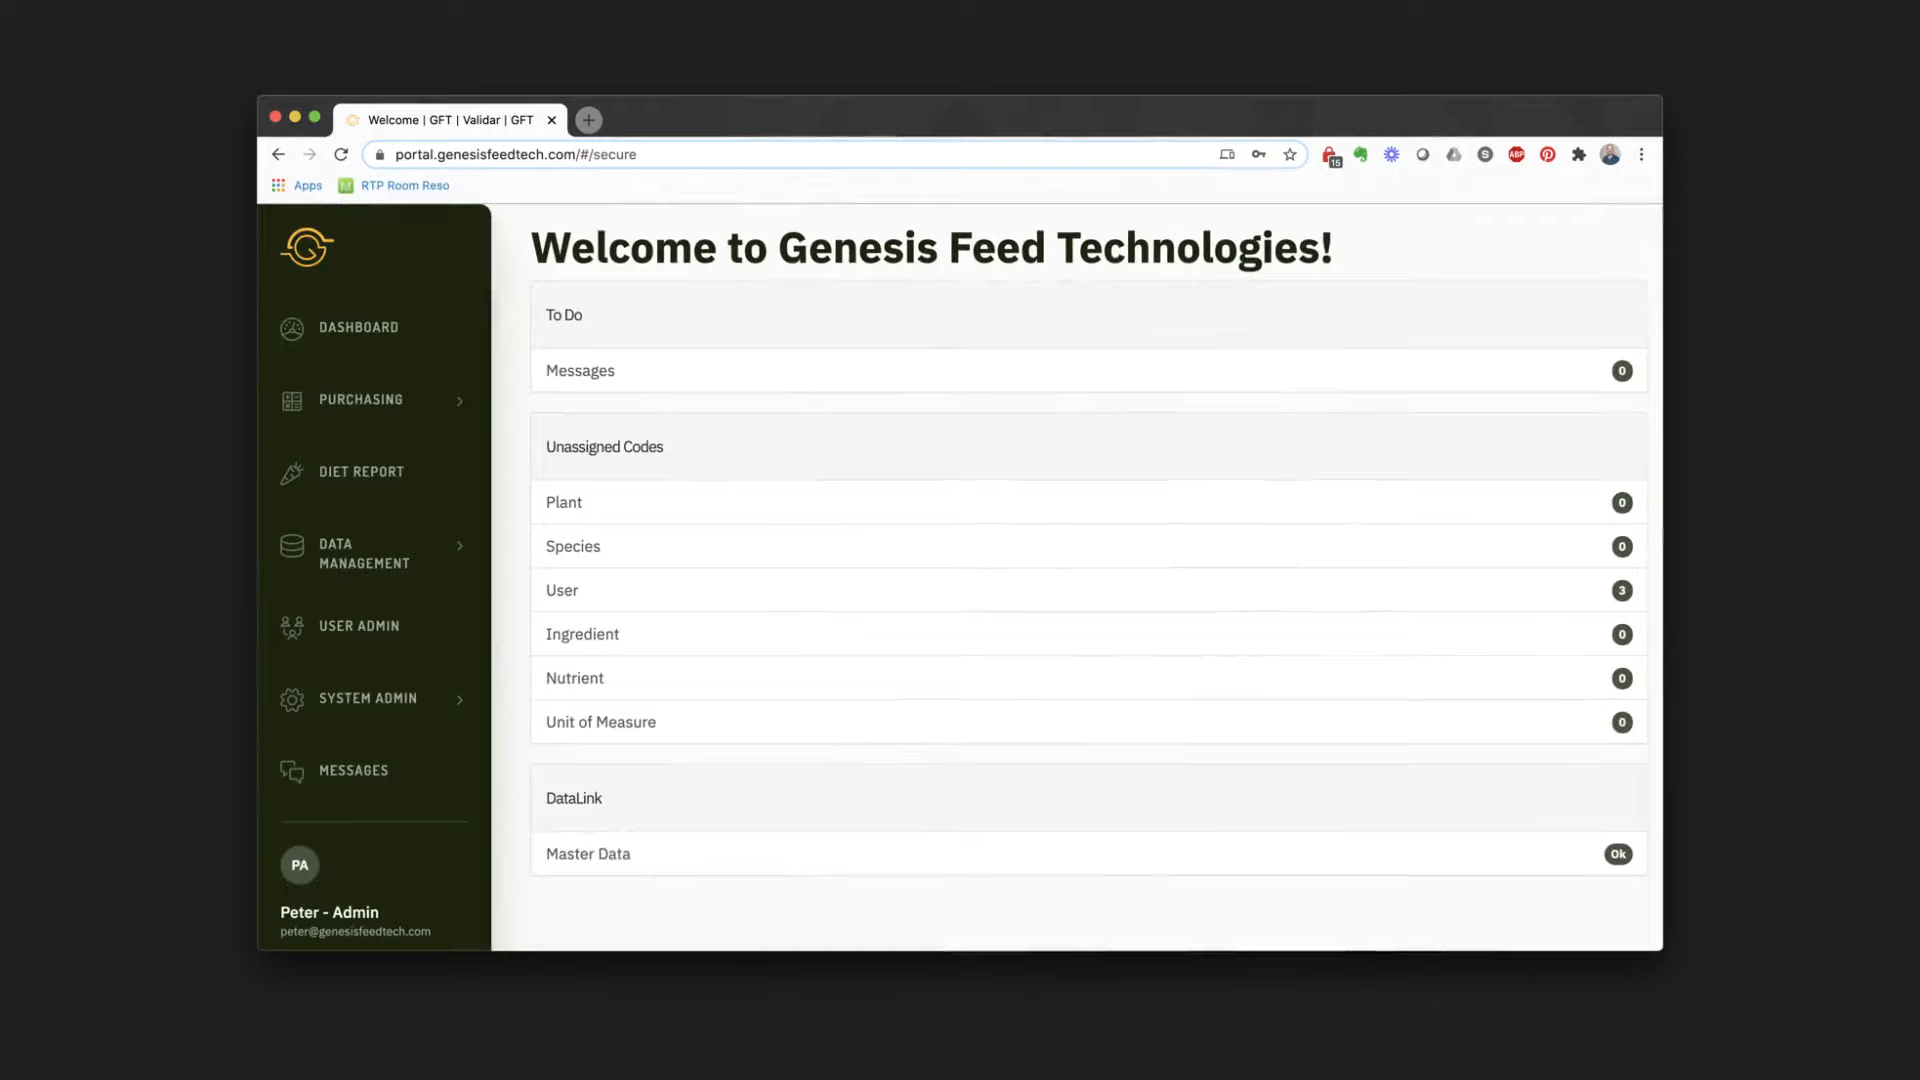 Welcome | GFT | Validar | GFT
portal.genesisfeedtech.com/#/secure
15
S
ABP
Apps
RTP Room Reso
DASHBOARD
PURCHASING
DIET REPORT
DATA
MANAGEMENT
USER ADMIN
SYSTEM ADMIN
MESSAGES
PA
Peter - Admin
peter@genesisfeedtech.com
Welcome to Genesis Feed Technologies!
To Do
Messages 0
Unassigned Codes
Plant 0
Species 0
User 3
Ingredient 0
Nutrient 0
Unit of Measure 0
DataLink
Master Data Ok